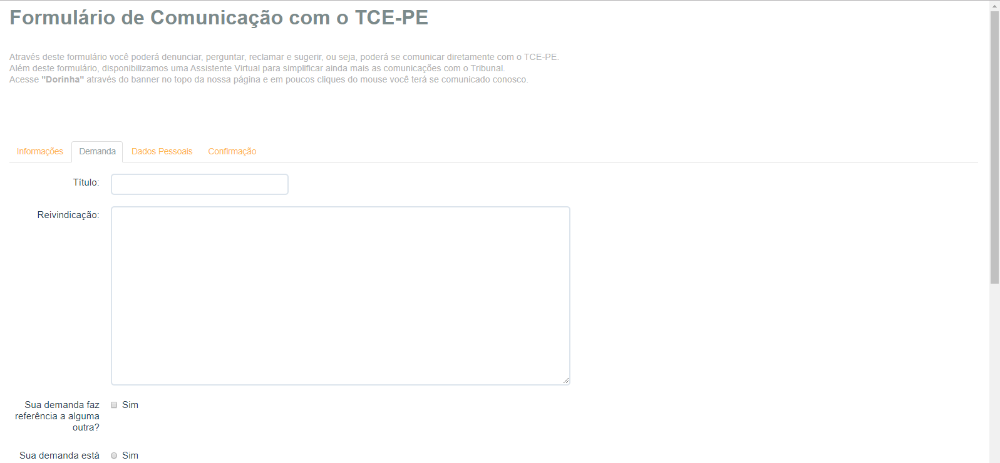 Formulário de Comunicação com o TCE-PE
Através deste formulário você poderá denunciar, perguntar, reclamar e sugerir, ou seja, poderá se comunicar diretamente com o TCE-PE.
Além deste formulário, disponibilizamos uma Assistente Virtual para simplificar ainda mais as comunicações com o Tribunal.
Acesse "Dorinha" através do banner no topo da nossa página e em poucos cliques do mouse você terá se comunicado conosco.
Informações Demanda Dados Pessoais Confirmação
Título:
Reivindicação:
Sua demanda faz Sim
referência a alguma
outra?
Sua demanda está Sim